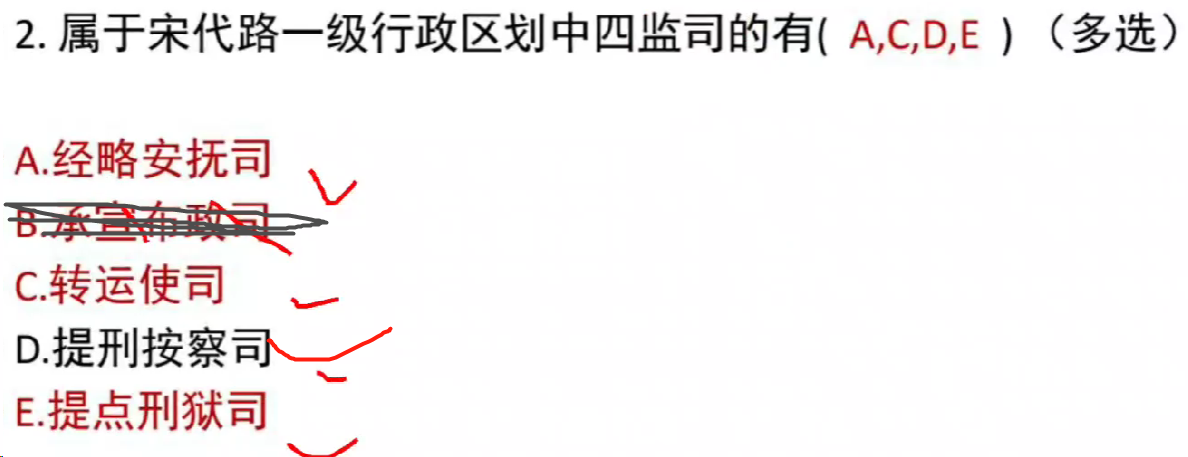 2. 属于宋代路一级行政区划中四监司的有( A,C,D,E ) （多选）
A.经略安抚司
B.承宣布政司
C.转运使司
D.提刑按察司
E.提点刑狱司